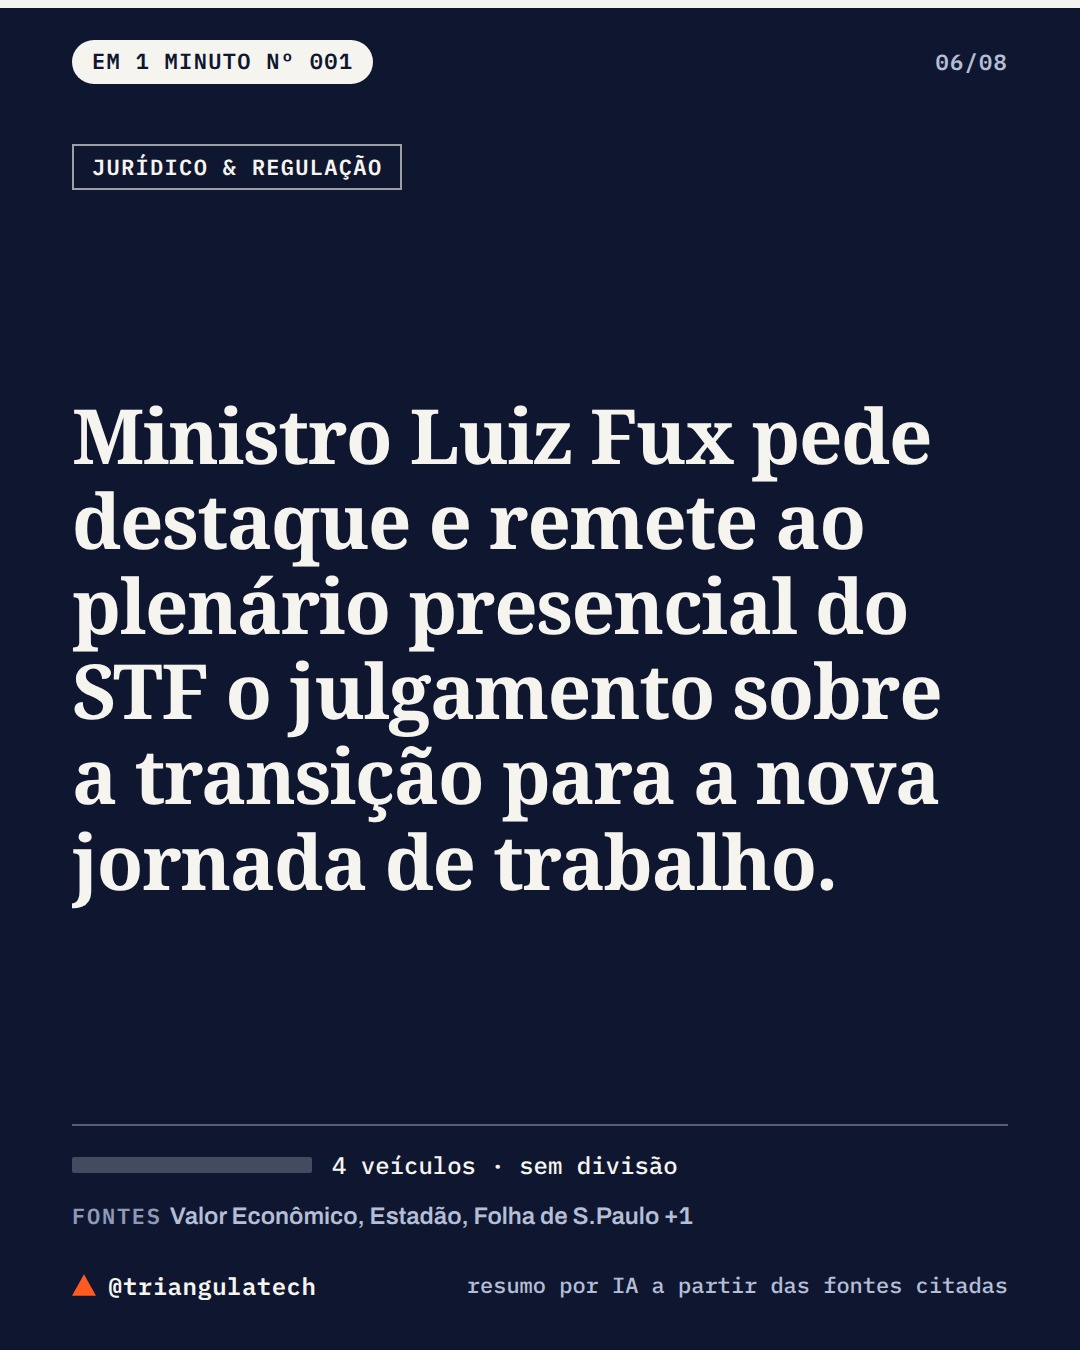 EM 1 MINUTO Nº 001
06/08
JURÍDICO & REGULAÇÃO
Ministro Luiz Fux pede
destaque e remete ao
plenário presencial do
STF o julgamento sobre
a transição para a nova
jornada de trabalho.
4 veículos · sem divisão
FONTES Valor Econômico, Estadão, Folha de S.Paulo +1
@triangulatech
resumo por IA a partir das fontes citadas